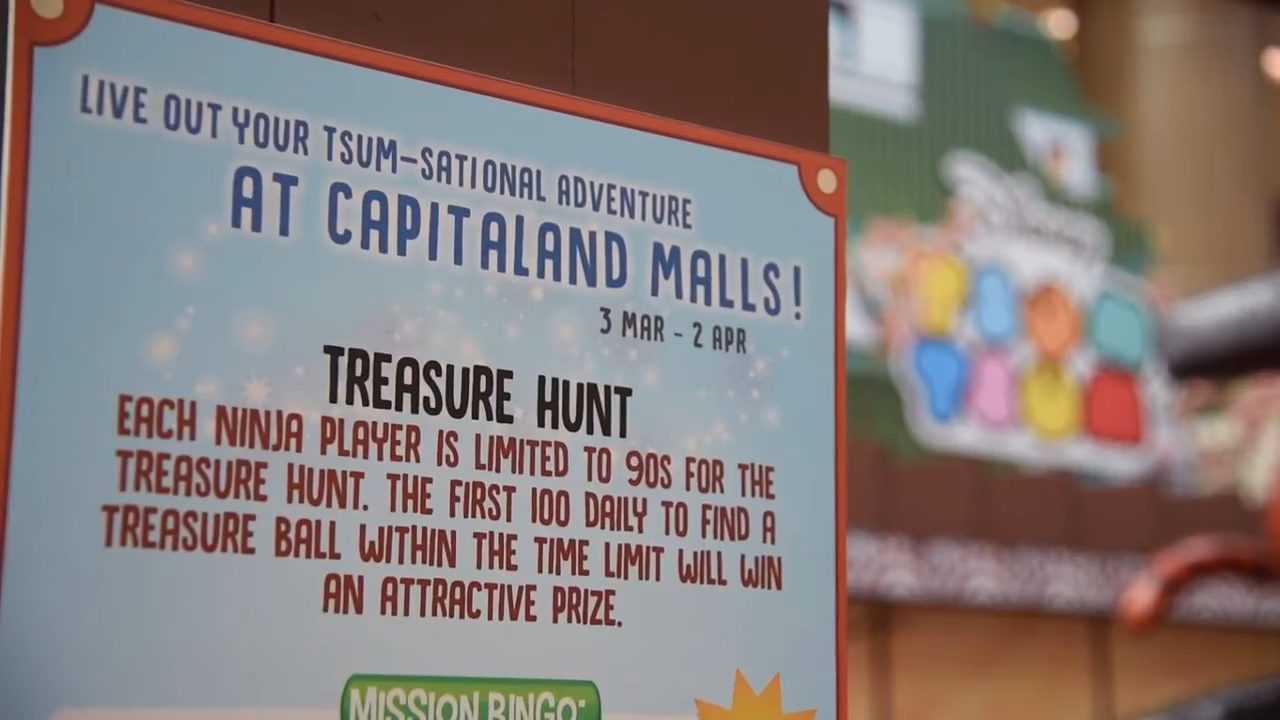 LIVE OUT YOUR TSUM-SATIONAL ADVENTURE
AT CAPITALAND MALLS!
3 MAR - 2 APR
TREASURE HUNT
EACH NINJA PLAYER IS LIMITED TO 90S FOR THE
TREASURE HUNT. THE FIRST 100 DAILY TO FIND A
TREASURE BALL WITHIN THE TIME LIMIT WILL WIN
AN ATTRACTIVE PRIZE.
MISSION BINGO